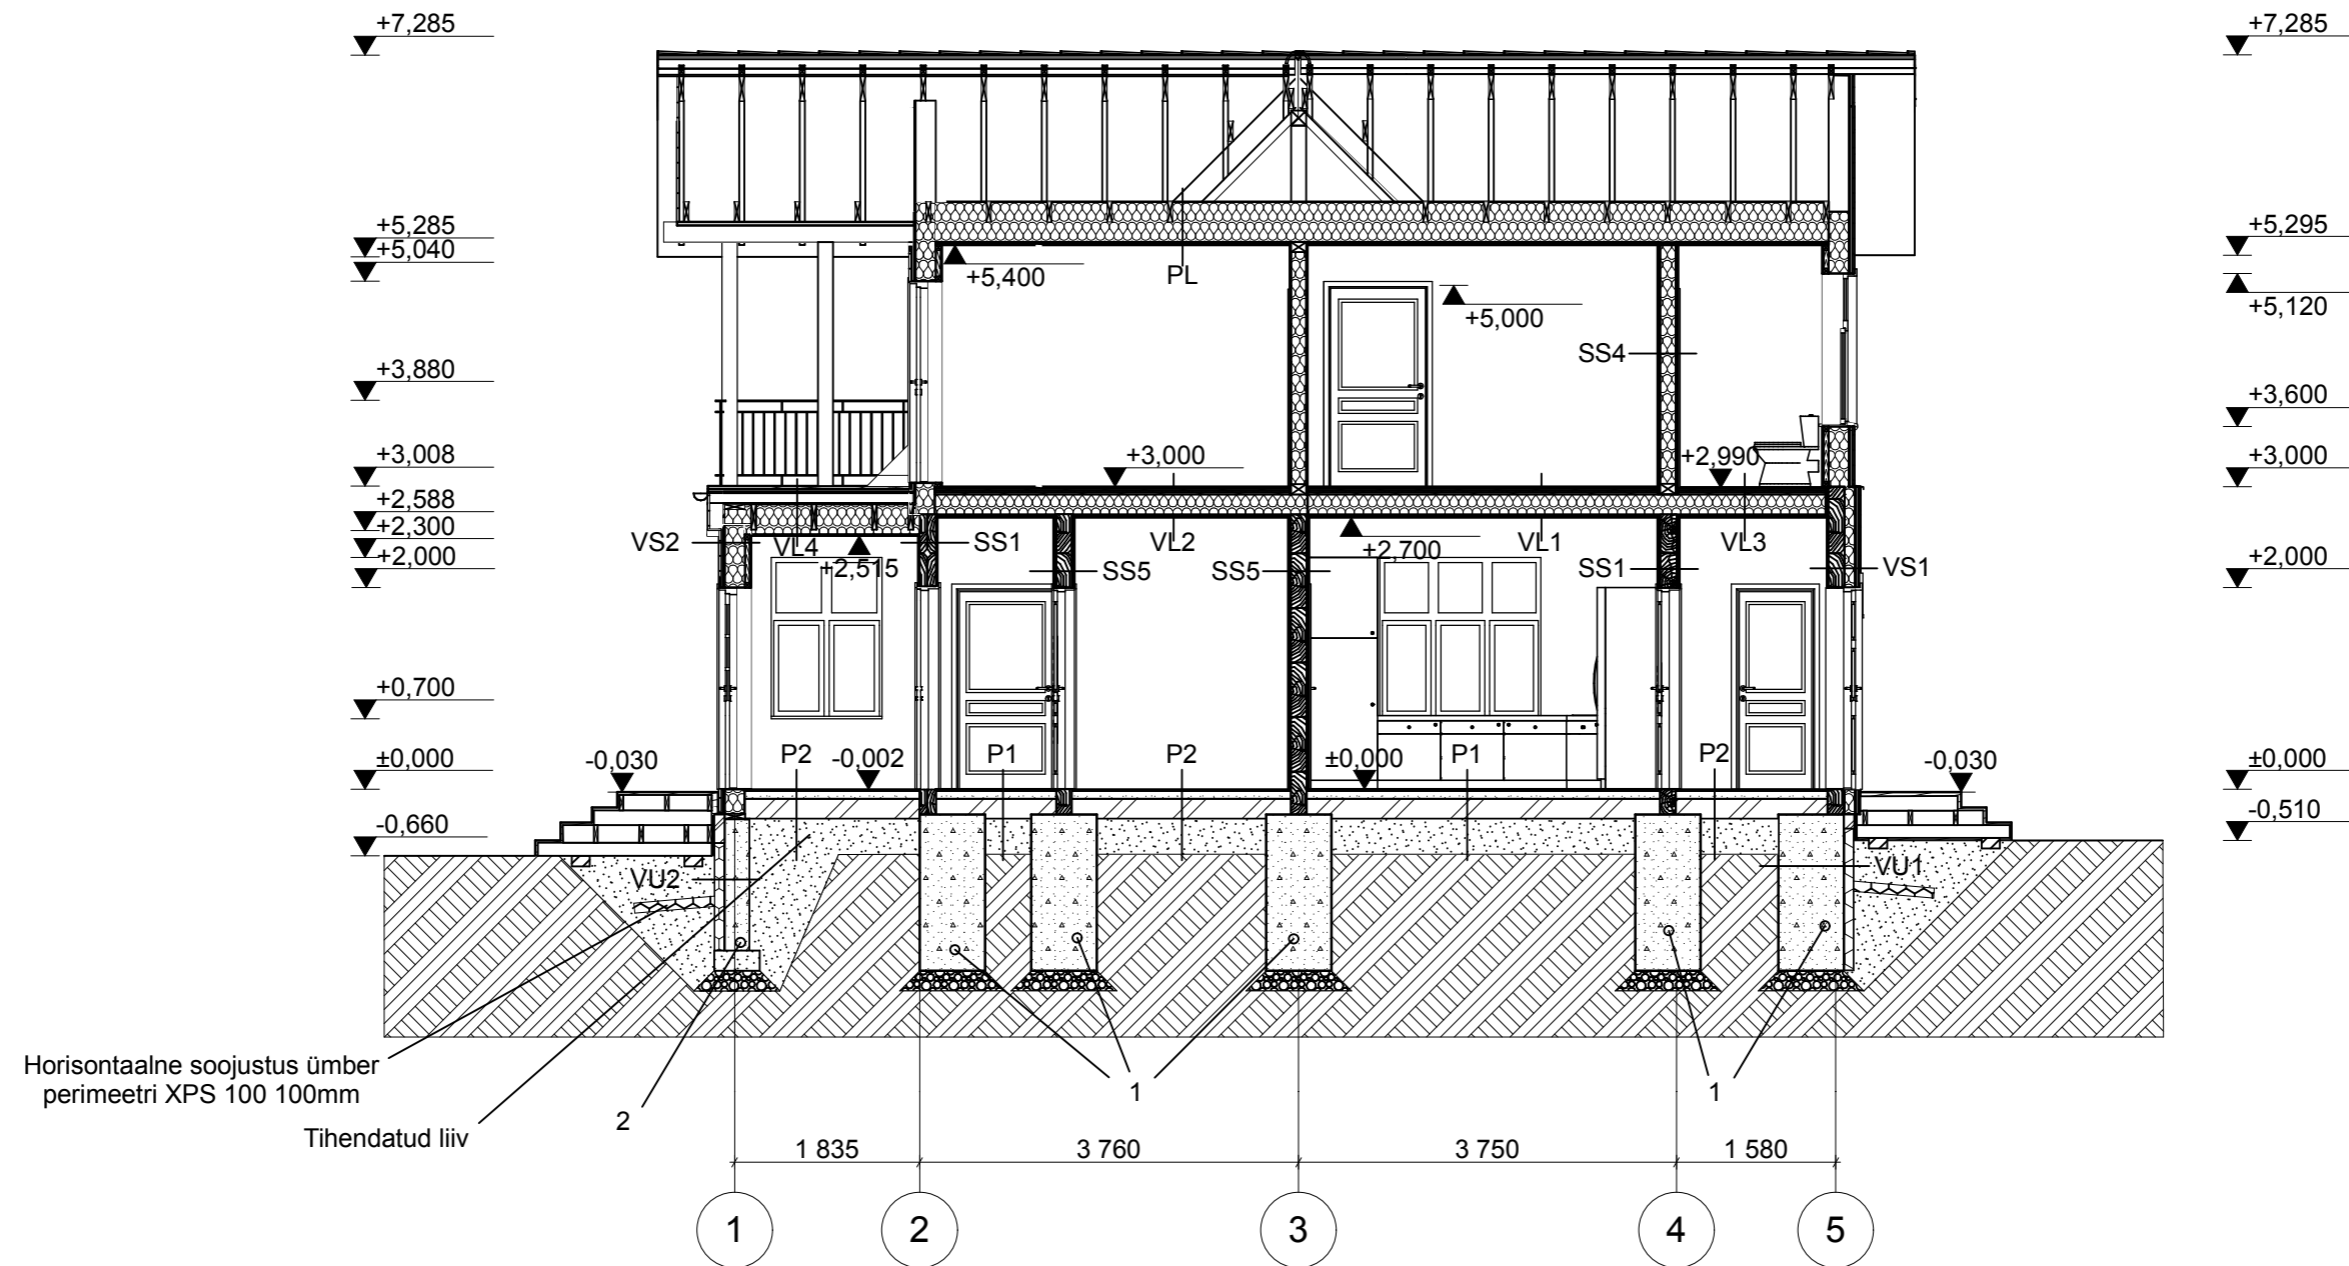 +7,285
+7,285
+5,285
+5,295
+5,040
+5,400
PL
+5,120
+5,000
SS4
+3,880
+3,600
+3,008
+3,000
+2,990
+3,000
+2,588
+2,300
VS2
VL4
SS1
VL2
+2,700
VL1
VL3
+2,000
+2,515
SS5
SS5
SS1
VS1
+2,000
+0,700
±0,000
-0,030
P2
-0,002
P1
P2
±0,000
P1
P2
-0,030
±0,000
-0,660
-0,510
VU2
VU1
Horisontaalne soojustus ümber
perimeetri XPS 100 100mm
Tihendatud liiv
2
1
1
1 835
3 760
3 750
1 580
1
2
3
4
5